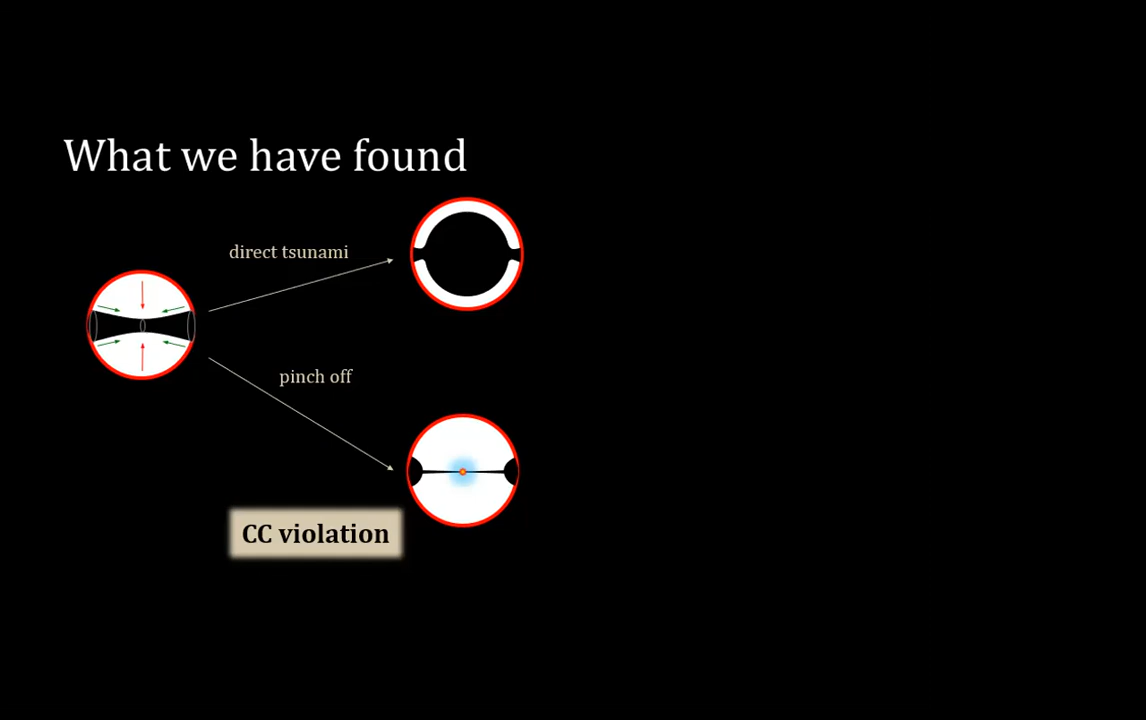 What we have found
direct tsunami
pinch off
CC violation